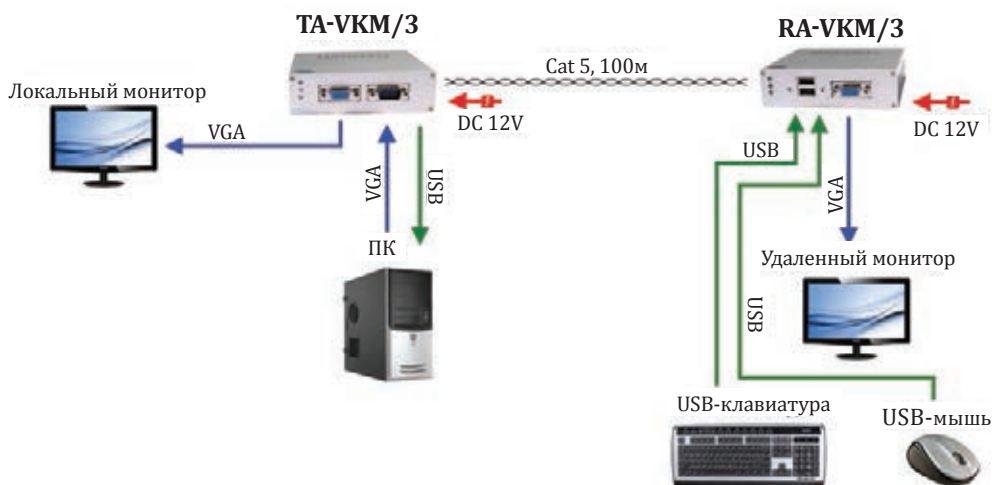 TA-VKM/3
RA-VKM/3
Cat 5, 100м
Локальный монитор
VGA
DC 12V
DC 12V
VGA
USB
USB
VGA
ПК
Удаленный монитор
USB
USB-клавиатура
USB-мышь